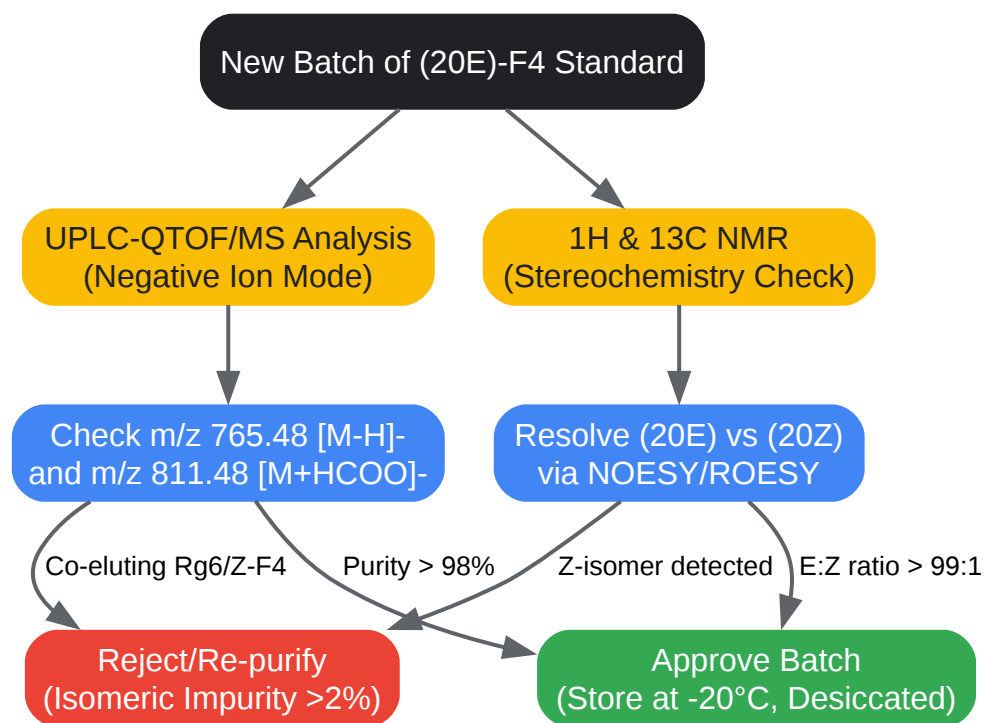 New Batch of (20E)-F4 Standard
UPLC-QTOF/MS Analysis
(Negative Ion Mode)
1H & 13C NMR
(Stereochemistry Check)
Check m/z 765.48 [M-H]-
and m/z 811.48 [M+HCOO]-
Resolve (20E) vs (20Z)
via NOESY/ROESY
Co-eluting Rg6/Z-F4
Purity > 98%
Z-isomer detected
E:Z ratio > 99:1
Reject/Re-purify
(Isomeric Impurity >2%)
Approve Batch
(Store at -20°C, Desiccated)